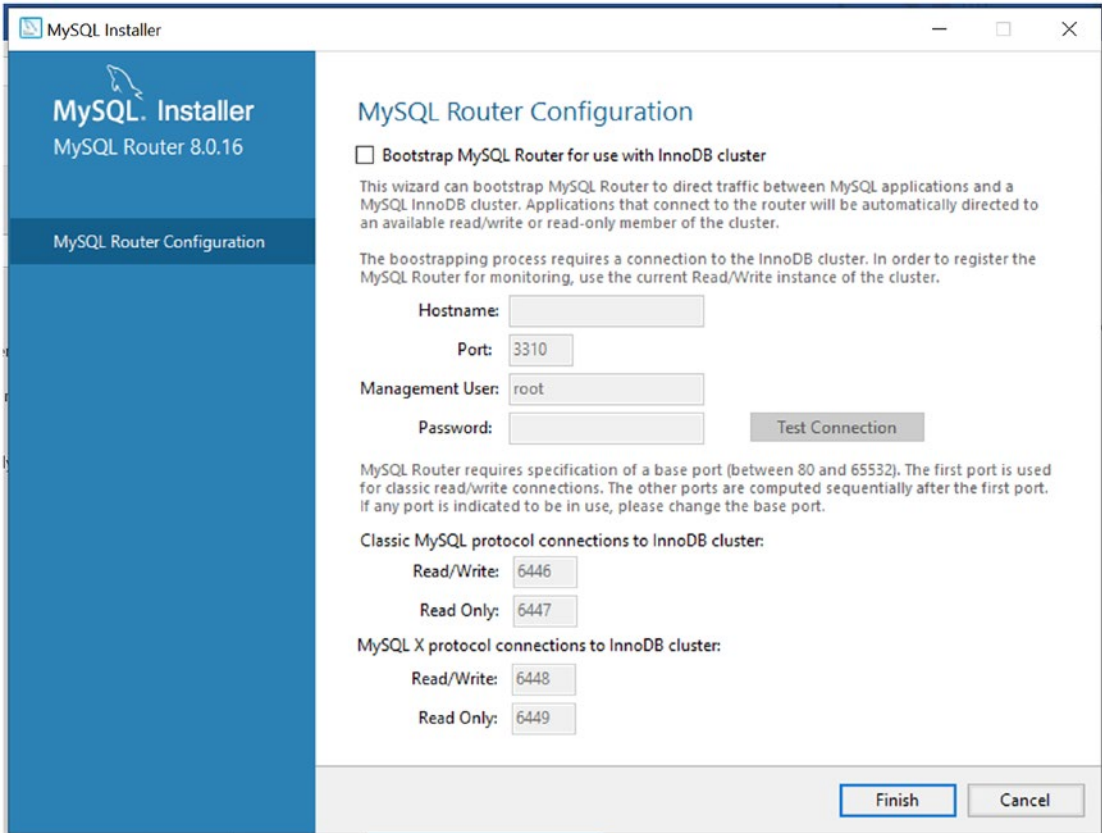 MySQL Installer
MySQL. Installer
MySQL Router 8.0.16
MySQL Router Configuration
MySQL Router Configuration
Bootstrap MySQL Router for use with InnoDB cluster
This wizard can bootstrap MySQL Router to direct traffic between MySQL applications and a
MySQL InnoDB cluster. Applications that connect to the router will be automatically directed to
an available read/write or read-only member of the cluster.
The boostrapping process requires a connection to the InnoDB cluster. In order to register the
MySQL Router for monitoring, use the current Read/Write instance of the cluster.
Hostname:
Port: 3310
Management User: root
Password: Test Connection
MySQL Router requires specification of a base port (between 80 and 65532). The first port is used
for classic read/write connections. The other ports are computed sequentially after the first port.
If any port is indicated to be in use, please change the base port.
Classic MySQL protocol connections to InnoDB cluster:
Read/Write: 6446
Read Only: 6447
MySQL X protocol connections to InnoDB cluster:
Read/Write: 6448
Read Only: 6449
Finish Cancel